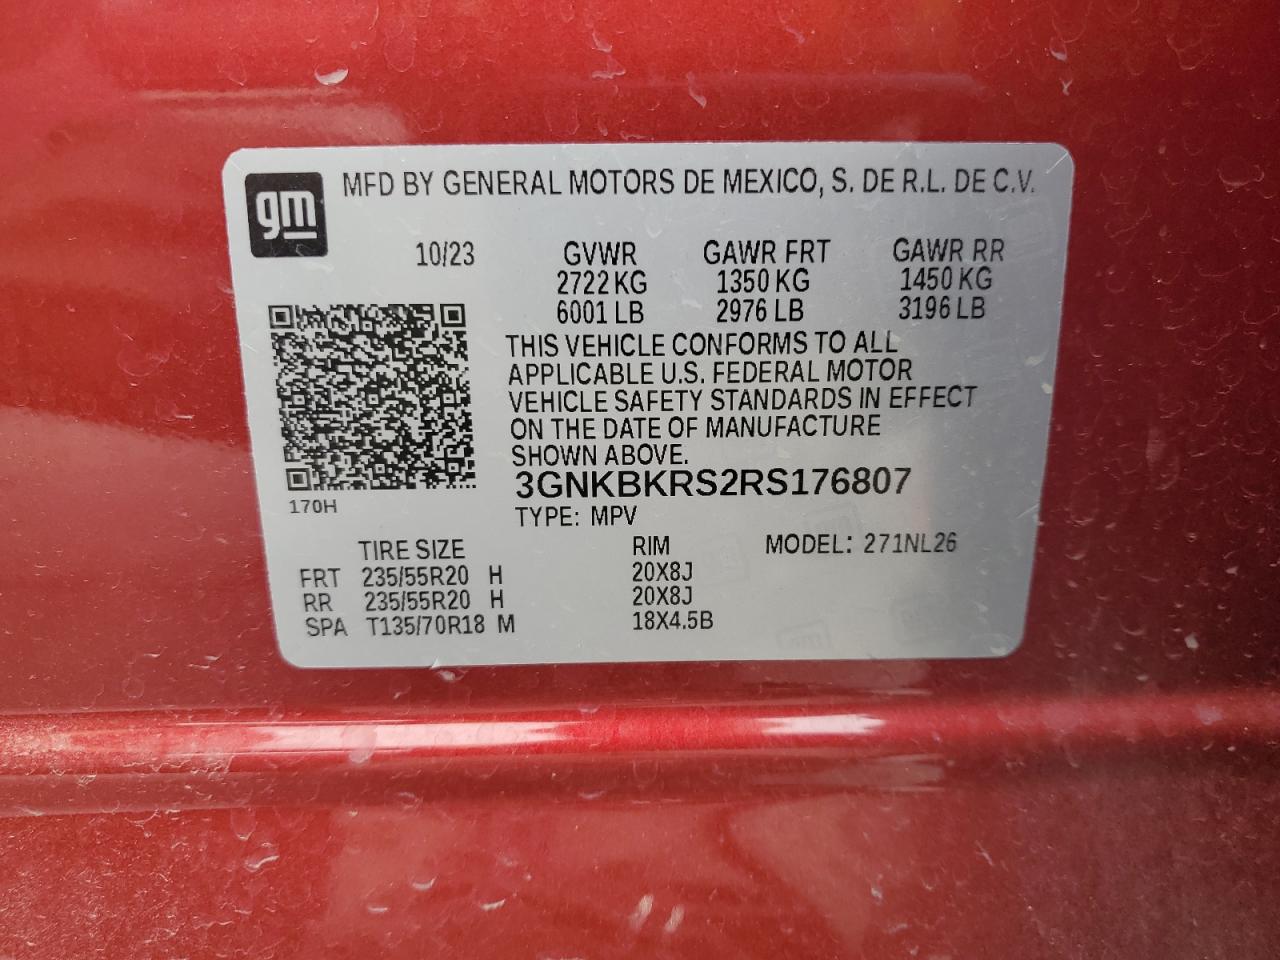 gm
MFD BY GENERAL MOTORS DE MEXICO, S. DE R.L. DE C.V.
10/23 GVWR GAWR FRT GAWR RR
2722 KG 1350 KG 1450 KG
6001 LB 2976 LB 3196 LB
THIS VEHICLE CONFORMS TO ALL
APPLICABLE U.S. FEDERAL MOTOR
VEHICLE SAFETY STANDARDS IN EFFECT
ON THE DATE OF MANUFACTURE
SHOWN ABOVE.
3GNKBKRS2RS176807
170H
TYPE: MPV
TIRE SIZE RIM MODEL: 271NL26
FRT 235/55R20 H 20X8J
RR 235/55R20 H 20X8J
SPA T135/70R18 M 18X4.5B